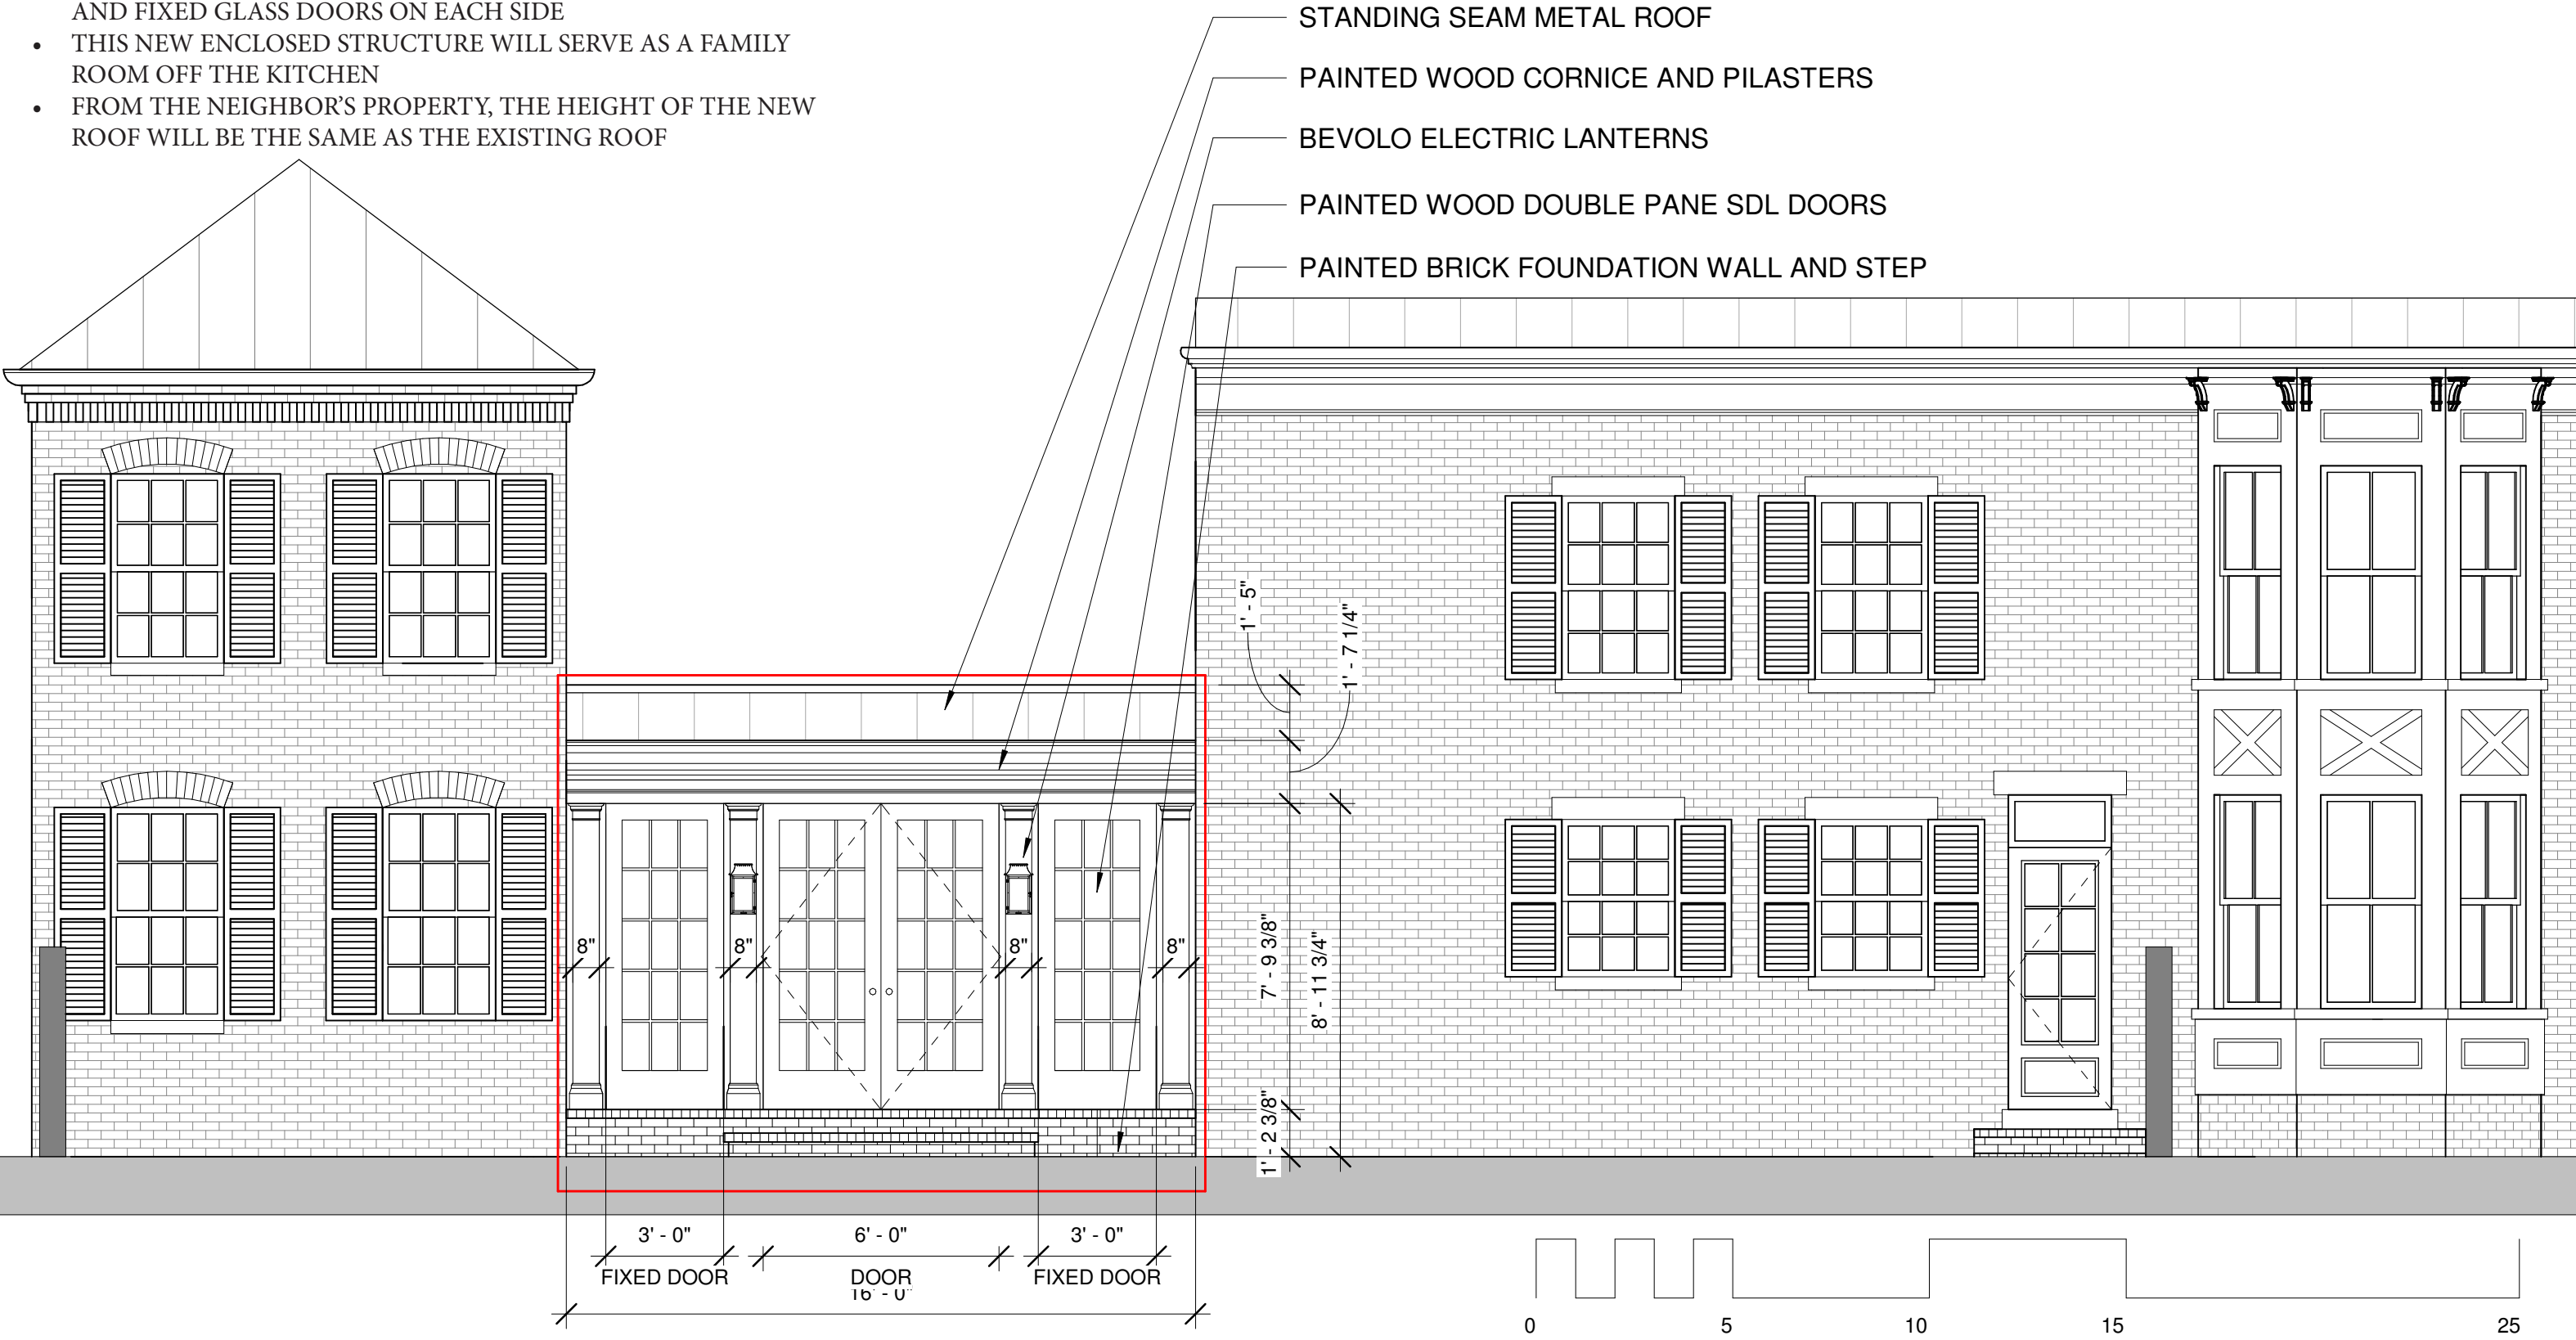 AND FIXED GLASS DOORS ON EACH SIDE
• THIS NEW ENCLOSED STRUCTURE WILL SERVE AS A FAMILY
ROOM OFF THE KITCHEN
• FROM THE NEIGHBOR’S PROPERTY, THE HEIGHT OF THE NEW
ROOF WILL BE THE SAME AS THE EXISTING ROOF
STANDING SEAM METAL ROOF
PAINTED WOOD CORNICE AND PILASTERS
BEVOLO ELECTRIC LANTERNS
PAINTED WOOD DOUBLE PANE SDL DOORS
PAINTED BRICK FOUNDATION WALL AND STEP
1' - 5"
1' - 7 1/4"
8"
8"
8"
8"
7' - 9 3/8"
8' - 11 3/4"
1' - 2 3/8"
3' - 0"
6' - 0"
3' - 0"
FIXED DOOR
DOOR
FIXED DOOR
16' - 0"
0
5
10
15
25